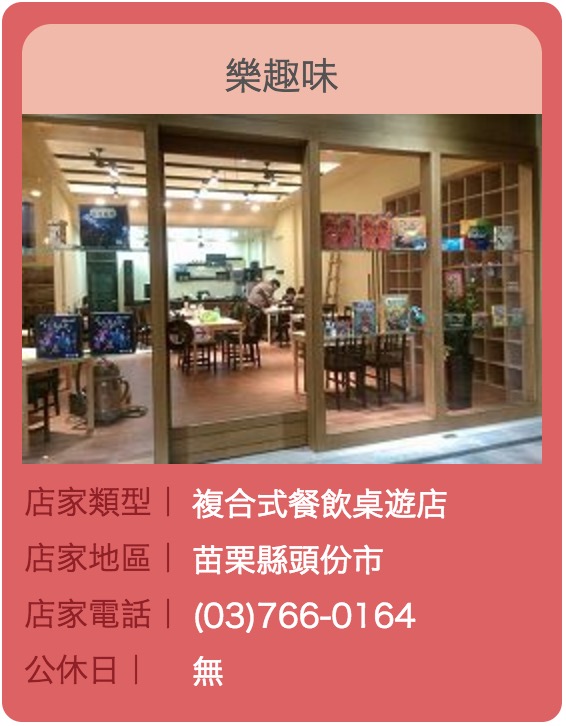 樂趣味
店家類型｜ 複合式餐飲桌遊店
店家地區｜ 苗栗縣頭份市
店家電話｜ (03)766-0164
公休日｜ 無